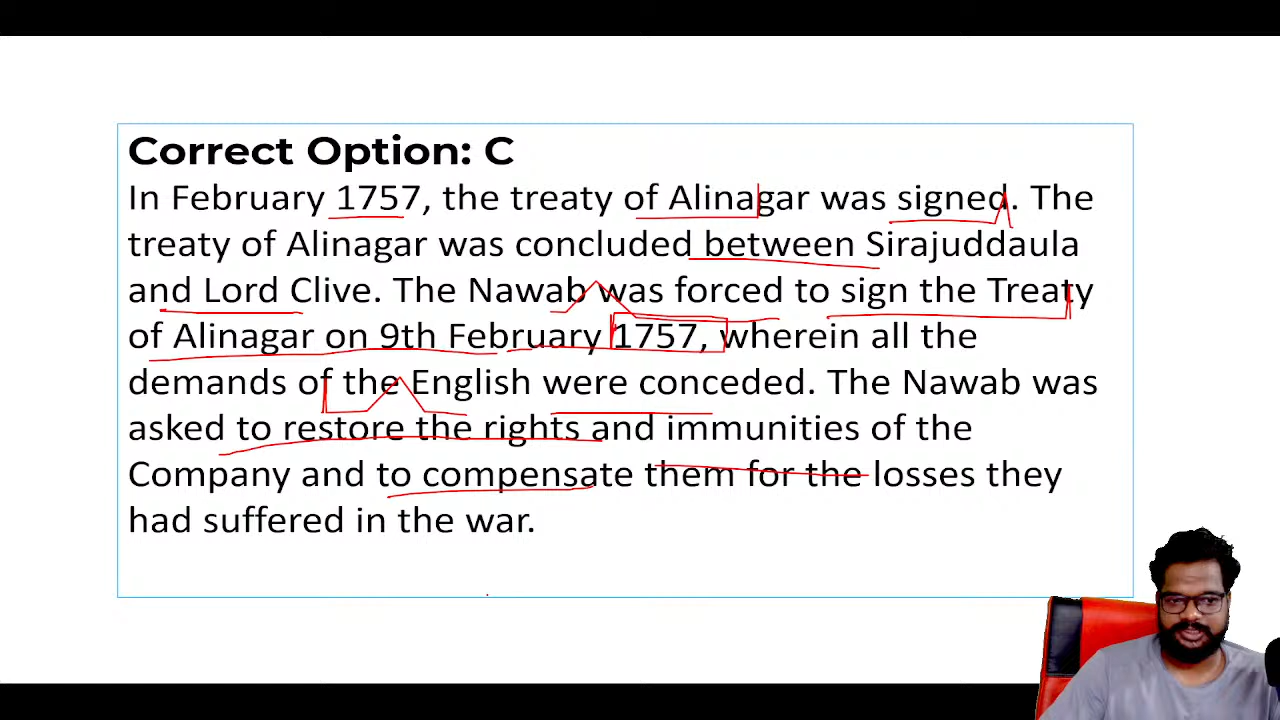 Correct Option: C
In February 1757, the treaty of Alinagar was signed. The
treaty of Alinagar was concluded between Sirajuddaula
and Lord Clive. The Nawab was forced to sign the Treaty
of Alinagar on 9th February 1757, wherein all the
demands of the English were conceded. The Nawab was
asked to restore the rights and immunities of the
Company and to compensate them for the losses they
had suffered in the war.